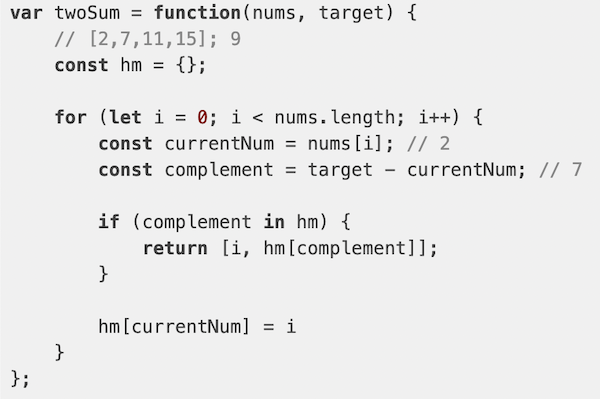 var twoSum = function(nums, target) {
    // [2,7,11,15]; 9
    const hm = {};

    for (let i = 0; i < nums.length; i++) {
        const currentNum = nums[i]; // 2
        const complement = target - currentNum; // 7

        if (complement in hm) {
            return [i, hm[complement]];
        }

        hm[currentNum] = i
    }
};